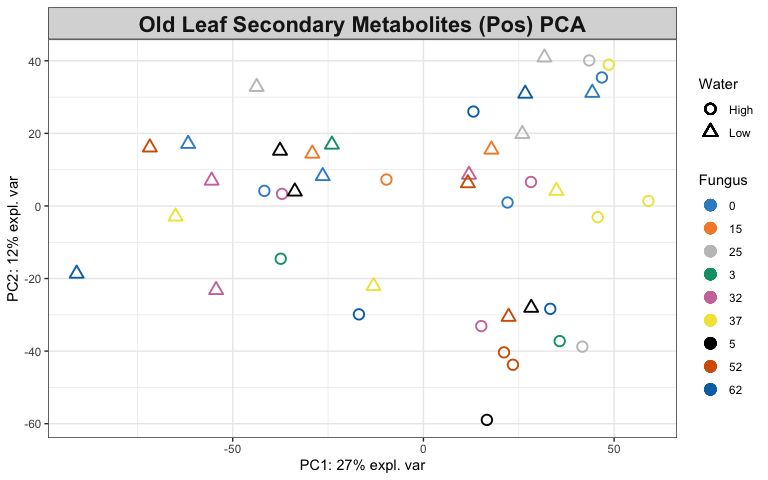 Old Leaf Secondary Metabolites (Pos) PCA
40
20
0
-20
-40
-60
PC2: 12% expl. var
-50
0
50
PC1: 27% expl. var
Water
High
Low
Fungus
0
15
25
3
32
37
5
52
62